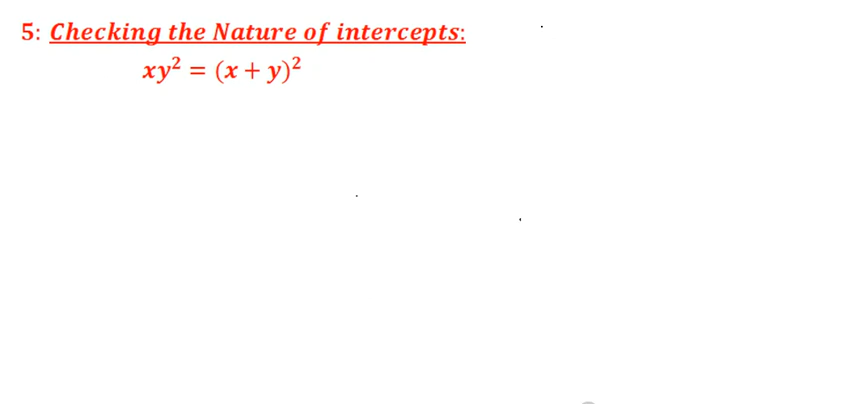 5: Checking the Nature of intercepts:
xy² = (x + y)²